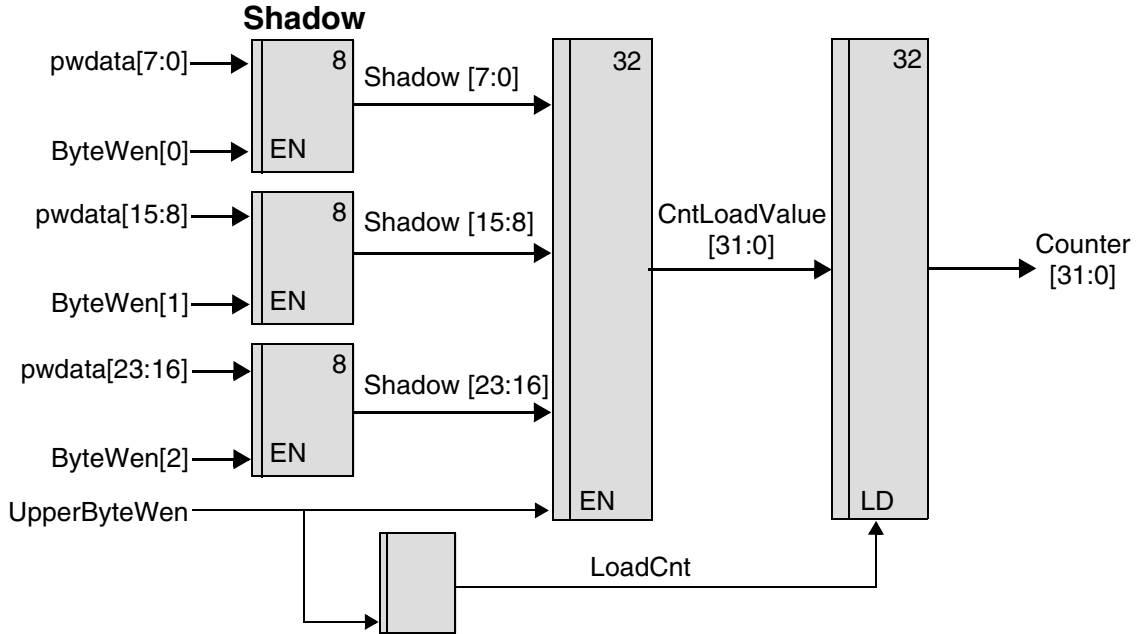 Shadow
pwdata[7:0]
8
Shadow [7:0]
ByteWen[0]
EN
pwdata[15:8]
8
Shadow [15:8]
ByteWen[1]
EN
pwdata[23:16]
8
Shadow [23:16]
ByteWen[2]
EN
UpperByteWen
32
EN
CntLoadValue
[31:0]
32
LD
Counter
[31:0]
LoadCnt